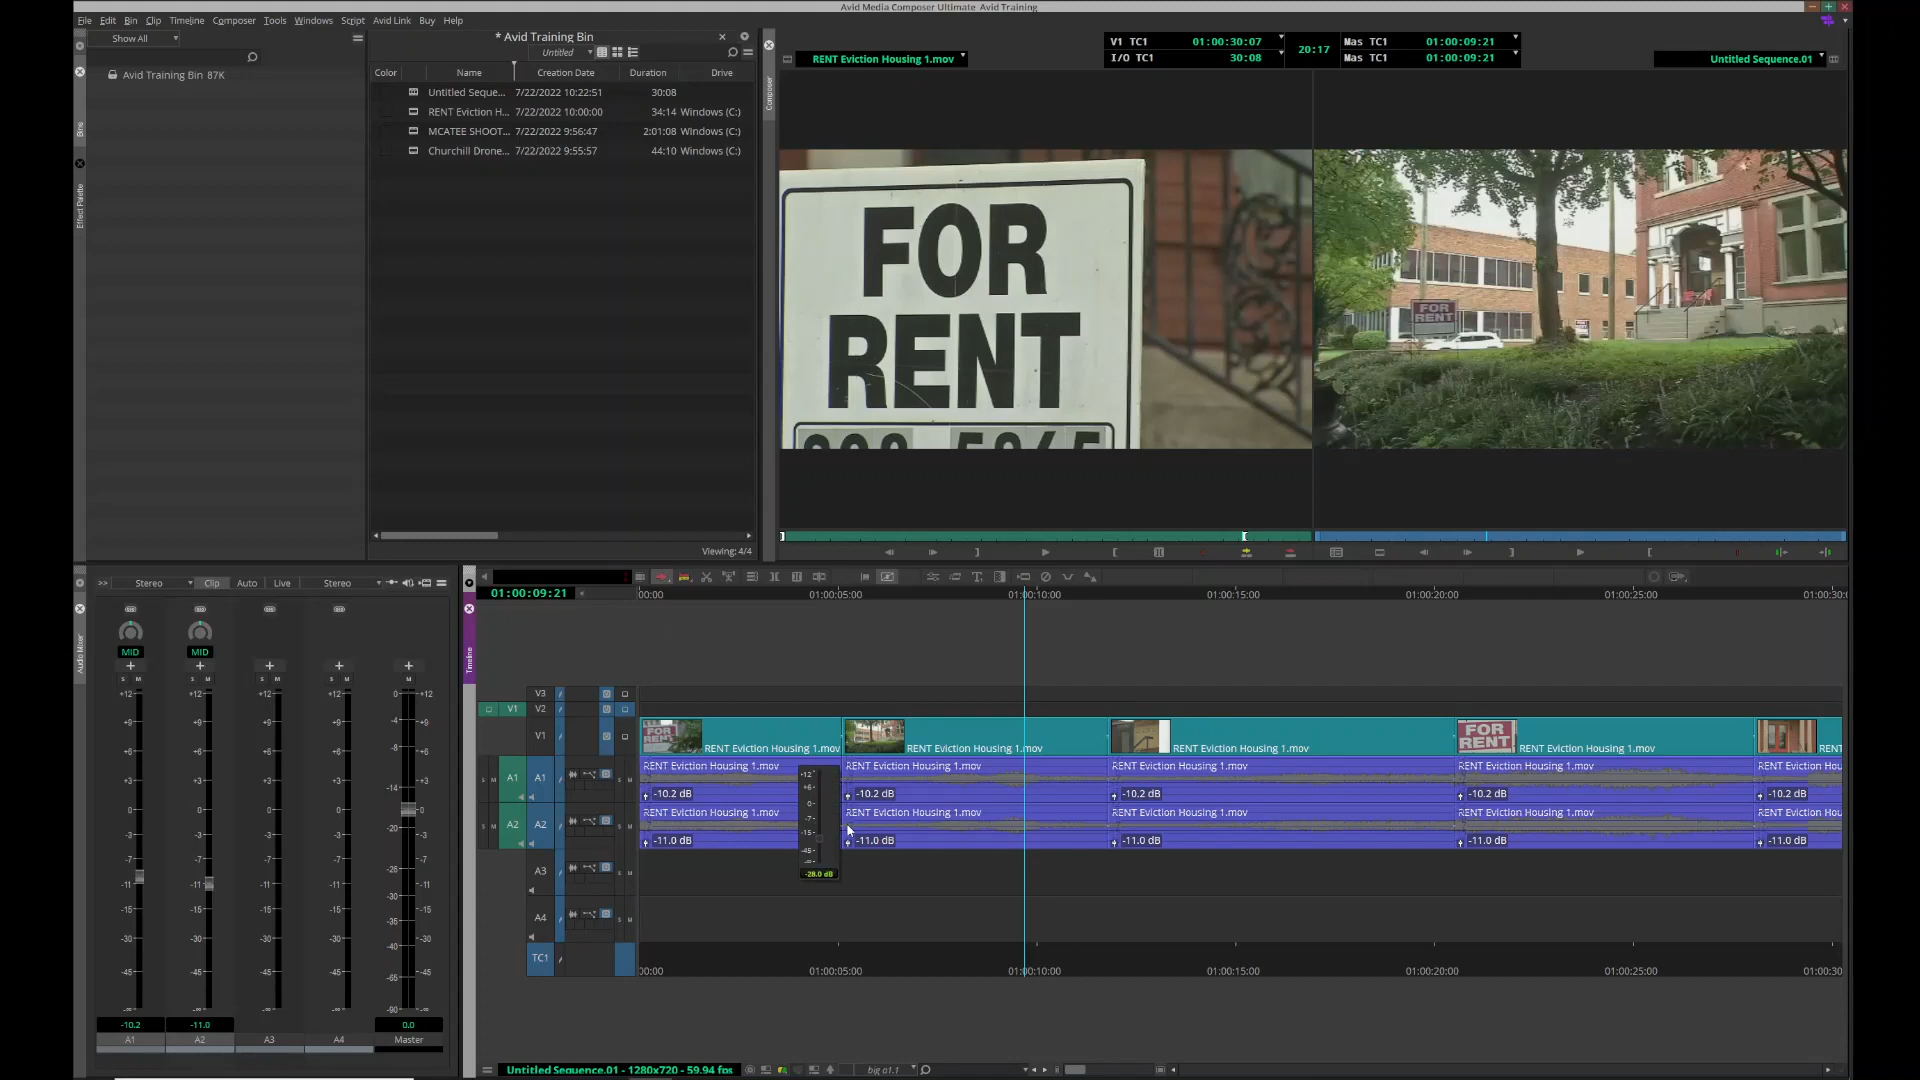 Avid Media Composer Ultimate Avid Training
File Edit Bin Clip Timeline Composer Tools Windows Script Avid Link Buy Help
Show All
Avid Training Bin 87K
* Avid Training Bin
Untitled
Color Name Creation Date Duration Drive
Untitled Seque... 7/22/2022 10:22:51 30:08
RENT Eviction H... 7/22/2022 10:00:00 34:14 Windows (C:)
MCATEE SHOOT... 7/22/2022 9:56:47 2:01:08 Windows (C:)
Churchill Drone... 7/22/2022 9:55:57 44:10 Windows (C:)
Viewing: 4/4
Bins
Effect Palette
Composer
RENT Eviction Housing 1.mov
V1 TC1 01:00:30:07
I/O TC1 30:08
20:17
Mas TC1 01:00:09:21
Mas TC1 01:00:09:21
Untitled Sequence.01
FOR
RENT
FOR
RENT
>> Stereo Clip Auto Live Stereo
Audio Mixer
MID MID
S M S M S M S M M
+12 +12 +12 +12 0 +12
+9 +9 +9 +9 -4 +9
+6 +6 +6 +6 -8 +6
+3 +3 +3 +3 -12 +3
0 0 0 0 0
-20
-3 -3 -3 -3 -3
-7 -7 -7 -7 -7
-11 -11 -11 -11 -11
-15 -15 -15 -15 -15
-30 -30 -30 -30 -30
-45 -45 -45 -45 -45
-10.2 -11.0 0.0
A1 A2 A3 A4 Master
Timeline
01:00:09:21
00:00 01:00:05:00 01:00:10:00 01:00:15:00 01:00:20:00 01:00:25:00 01:00:30:
V3
V1 V2
V1
FOR
RENT
RENT Eviction Housing 1.mov RENT Eviction Housing 1.mov RENT Eviction Housing 1.mov RENT Eviction Housing 1.mov RENT
A1 A1 S M
RENT Eviction Housing 1.mov RENT Eviction Housing 1.mov RENT Eviction Housing 1.mov RENT Eviction Housing 1.mov RENT Eviction Hou
-10.2 dB -10.2 dB -10.2 dB -10.2 dB -10.2 dB
A2 A2 S M
RENT Eviction Housing 1.mov RENT Eviction Housing 1.mov RENT Eviction Housing 1.mov RENT Eviction Housing 1.mov RENT Eviction Hou
-11.0 dB -11.0 dB -11.0 dB -11.0 dB -11.0 dB
-12
+6
0
-7
-15
-45
-28.0 dB
A3 S M
A4 S M
TC1
00:00 01:00:05:00 01:00:10:00 01:00:15:00 01:00:20:00 01:00:25:00 01:00:30
Untitled Sequence.01 - 1280x720 - 59.94 fps
big a1.1